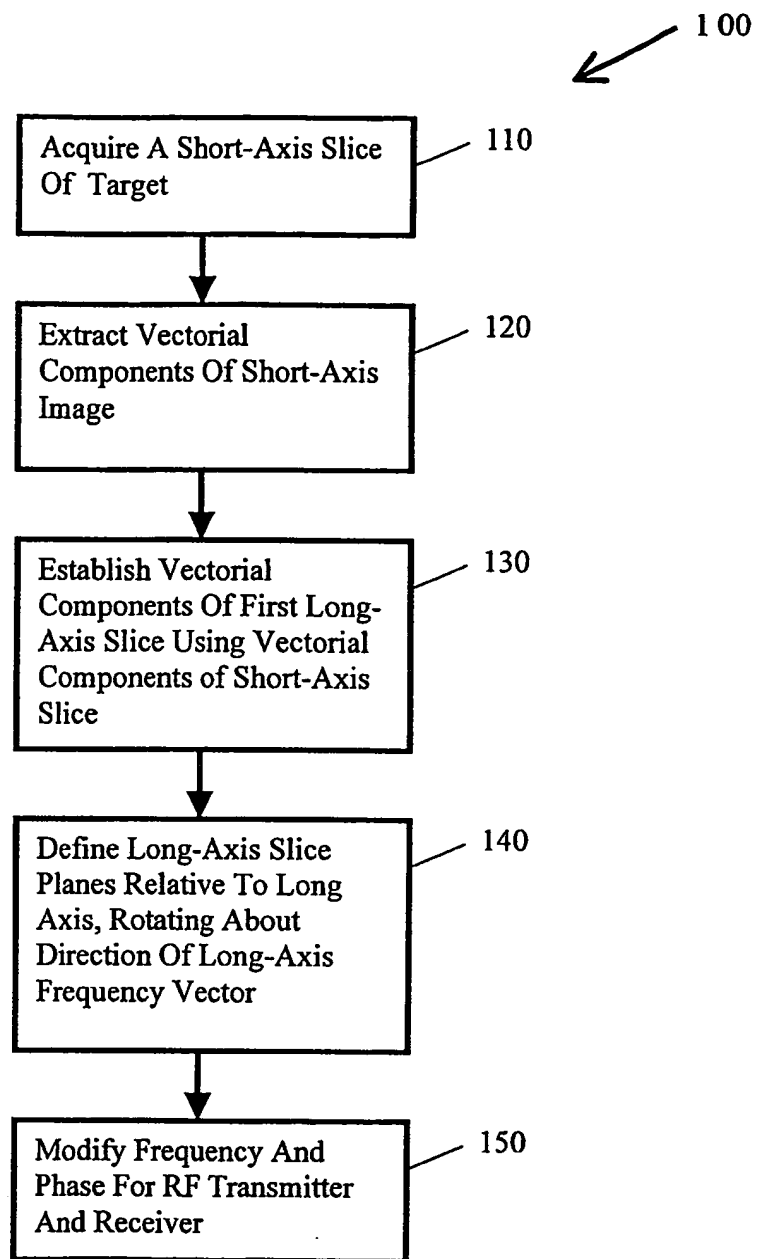 100
Acquire A Short-Axis Slice
Of Target
110
Extract Vectorial
Components Of Short-Axis
Image
120
Establish Vectorial
Components Of First Long-
Axis Slice Using Vectorial
Components of Short-Axis
Slice
130
Define Long-Axis Slice
Planes Relative To Long
Axis, Rotating About
Direction Of Long-Axis
Frequency Vector
140
Modify Frequency And
Phase For RF Transmitter
And Receiver
150